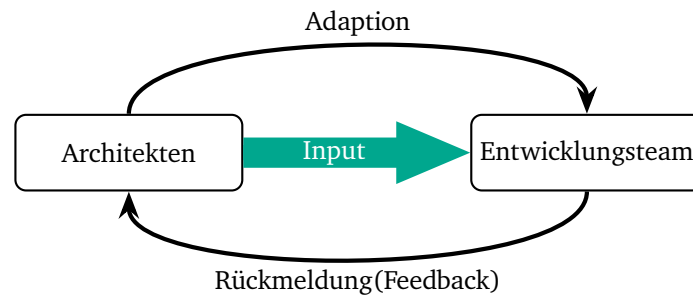 Adaption
Architekten
Input
Entwicklungsteam
Rückmeldung(Feedback)